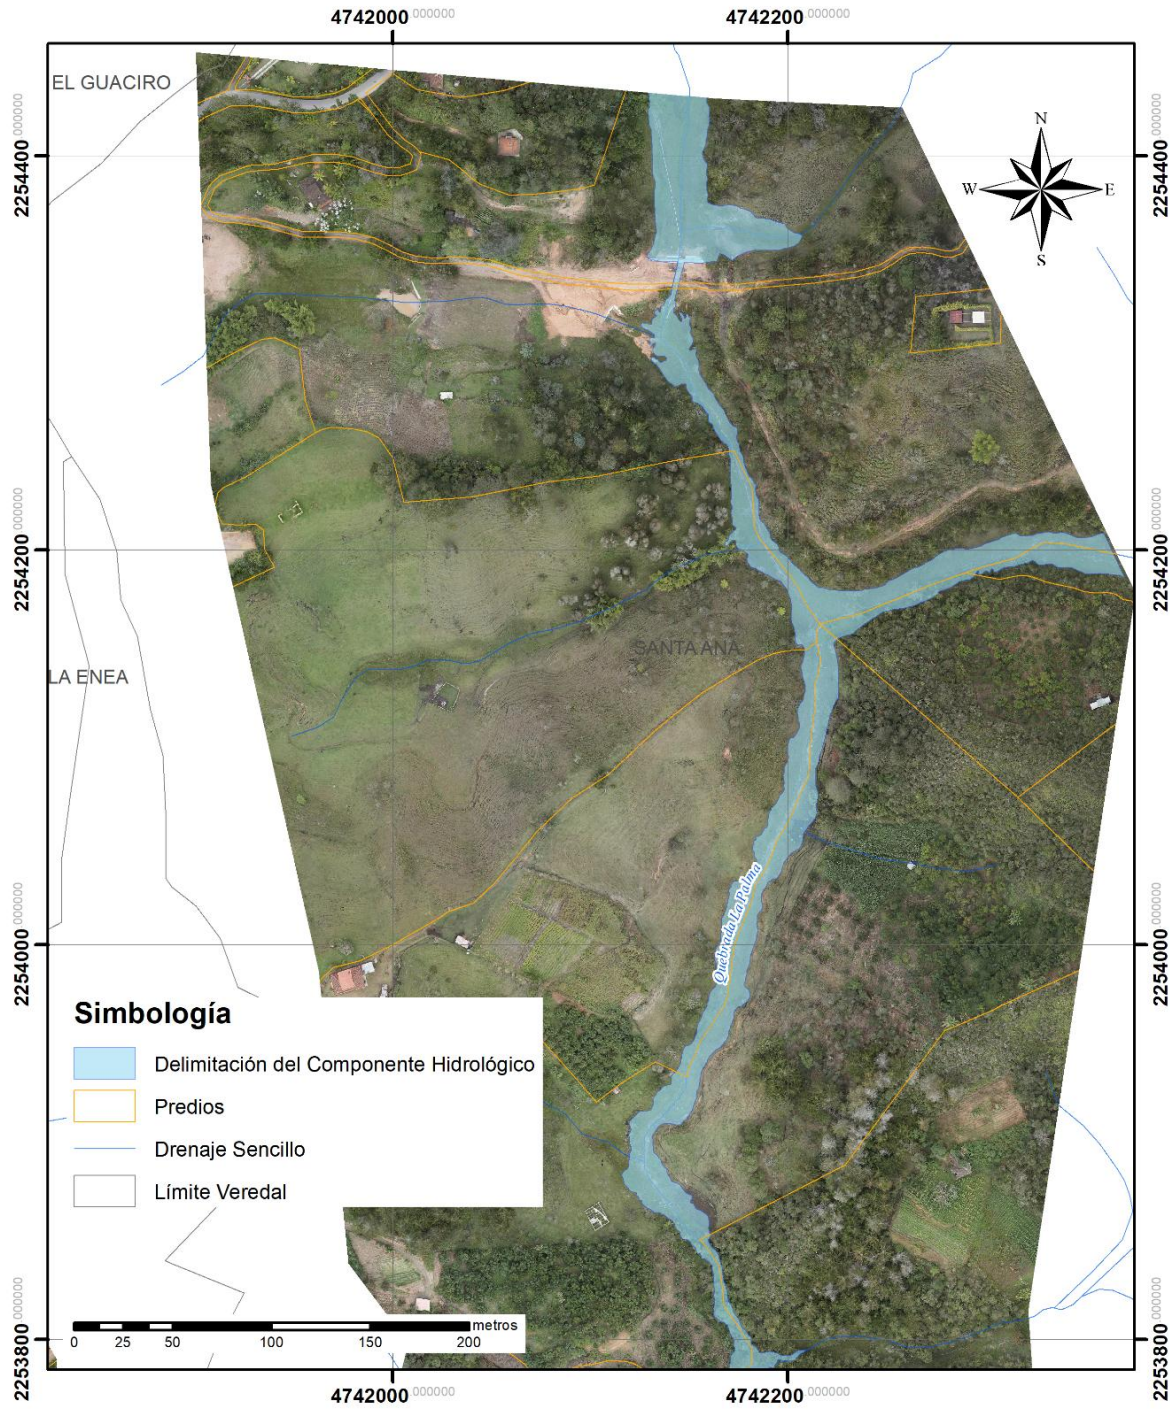 4742000.000000 4742200.000000
EL GUACIRO
2254400.000000
2254400.000000
N
W E
S
2254200.000000
2254200.000000
SANTA ANA
LA ENEA
Quebrada La Palma
2254000.000000
2254000.000000
Simbología
Delimitación del Componente Hidrológico
Predios
Drenaje Sencillo
Límite Veredal
metros
0 25 50 100 150 200
2253800.000000
2253800.000000
4742000.000000 4742200.000000